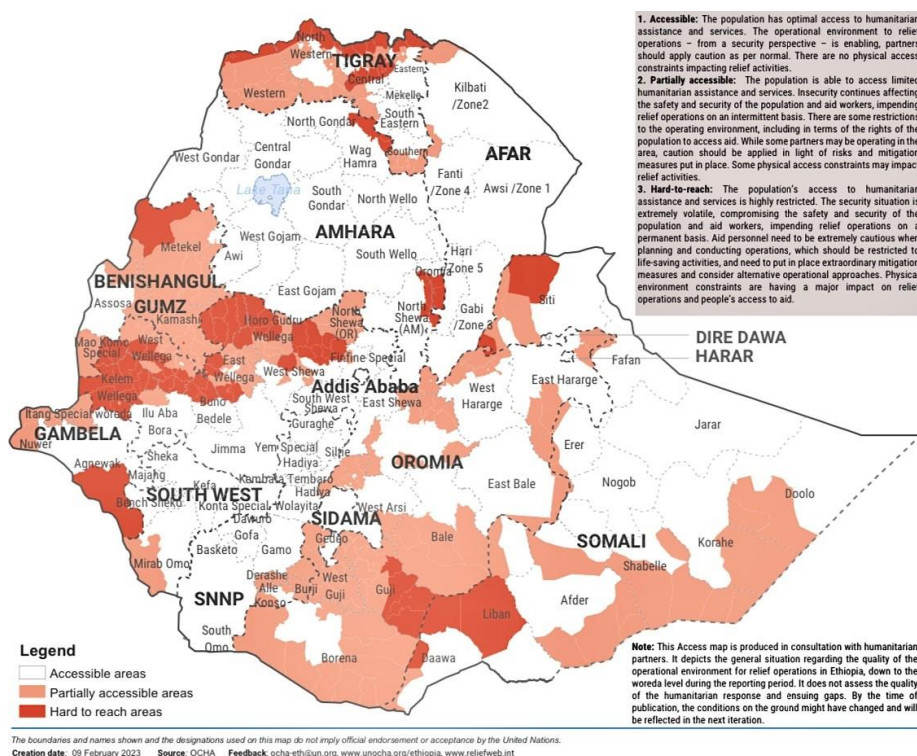 1. Accessible: The population has optimal access to humanitarian
assistance and services. The operational environment to relief
operations – from a security perspective – is enabling, partners
should apply caution as per normal. There are no physical access
constraints impacting relief activities.
2. Partially accessible: The population is able to access limited
humanitarian assistance and services. Insecurity continues affecting
the safety and security of the population and aid workers, impending
relief operations on an intermittent basis. There are some restrictions
to the operating environment, including in terms of the rights of the
population to access aid. While some partners may be operating in the
area, caution should be applied in light of risks and mitigation
measures put in place. Some physical access constraints may impact
relief activities.
3. Hard-to-reach: The population's access to humanitarian
assistance and services is highly restricted. The security situation is
extremely volatile, compromising the safety and security of the
population and aid workers, impending relief operations on a
permanent basis. Aid personnel need to be extremely cautious when
planning and conducting operations, which should be restricted to
life-saving activities, and need to put in place extraordinary mitigation
measures and consider alternative operational approaches. Physical
environment constraints are having a major impact on relief
operations and people's access to aid.
North
Western
TIGRAY
Eastern
Central
Western
Mekelle
Kilbati
/Zone2
South
Eastern
North Gondar
Southern
Wag
Hamra
Central
Gondar
West Gondar
AFAR
Fanti
/Zone 4
Awsi /Zone 1
Lake Tana
South
Gondar
North Wello
AMHARA
West Gojam
Awi
Metekel
South Wello
Hari
/Zone 5
Oromia
BENISHANGUL
GUMZ
Assosa
Kamashi
East Gojam
North
Shewa
(OR)
North
Shewa
(AM)
Gabi
/Zone 3
Siti
Horo Gudru
Wellega
Mao Komo
Special
West
Wellega
East
Wellega
West Shewa
Finfine Special
DIRE DAWA
HARAR
Fafan
Addis Ababa
Kelem
Wellega
Buno
Bedele
South West
Shewa
East Shewa
West
Hararge
East Hararge
Itang Special woreda
Ilu Aba
Bora
Guraghe
GAMBELA
Nuwer
Jarar
Sheka
Jimma
Yem Special
Hadiya
Siltie
OROMIA
Erer
Agnewak
Majang
Kefa
Kembata Tembaro
Hadiya
East Bale
Nogob
SOUTH WEST
Bench Sheko
Konta Special
Wolayita
Dawuro
West Arsi
SIDAMA
Doolo
Gofa
Gedeo
Bale
SOMALI
Korahe
Basketo
Gamo
Mirab Omo
Shabelle
Derashe
Alle
Konso
Burji
West
Guji
Guji
SNNP
Liban
Afder
South
Omo
Borena
Daawa
Legend
Accessible areas
Partially accessible areas
Hard to reach areas
Note: This Access map is produced in consultation with humanitarian
partners. It depicts the general situation regarding the quality of the
operational environment for relief operations in Ethiopia, down to the
woreda level during the reporting period. It does not assess the quality
of the humanitarian response and ensuing gaps. By the time of
publication, the conditions on the ground might have changed and will
be reflected in the next iteration.
The boundaries and names shown and the designations used on this map do not imply official endorsement or acceptance by the United Nations.
Creation date: 09 February 2023 Source: OCHA Feedback: ocha-eth@un.org, www.unocha.org/ethiopia, www.reliefweb.int